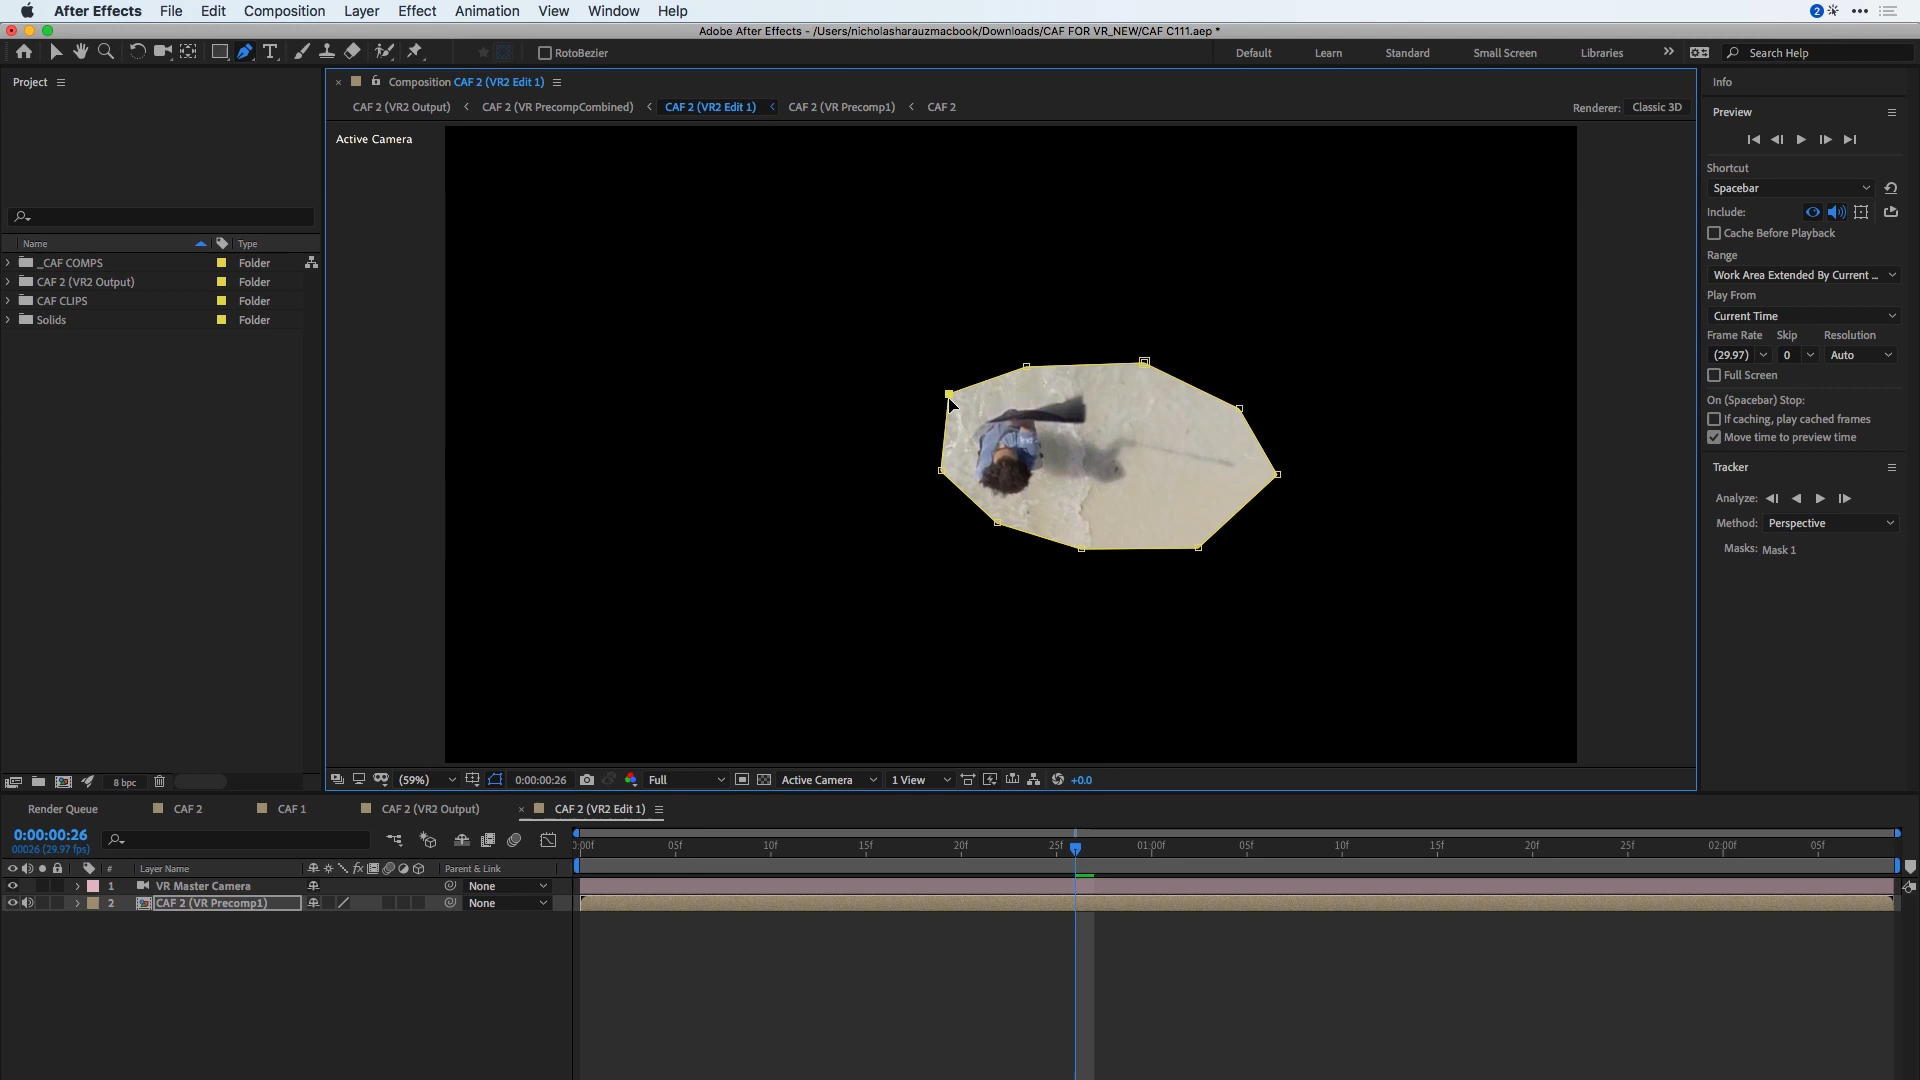 After Effects File Edit Composition Layer Effect Animation View Window Help 2
Adobe After Effects - /Users/nicholasharauzmacbook/Downloads/CAF FOR VR_NEW/CAF C111.aep *
RotoBezier Default Learn Standard Small Screen Libraries Search Help
Project
Composition CAF 2 (VR2 Edit 1)
Info
CAF 2 (VR2 Output) CAF 2 (VR PrecompCombined) CAF 2 (VR2 Edit 1) CAF 2 (VR Precomp1) CAF 2 Renderer: Classic 3D
Active Camera
Preview
Shortcut
Spacebar
Include:
Cache Before Playback
Range
Work Area Extended By Current ...
Play From
Current Time
Frame Rate Skip Resolution
(29.97) 0 Auto
Full Screen
On (Spacebar) Stop:
If caching, play cached frames
Move time to preview time
Tracker
Analyze:
Method: Perspective
Masks: Mask 1
Name Type
_CAF COMPS Folder
CAF 2 (VR2 Output) Folder
CAF CLIPS Folder
Solids Folder
8 bpc
(59%) 0:00:00:26 Full Active Camera 1 View +0.0
Render Queue CAF 2 CAF 1 CAF 2 (VR2 Output) CAF 2 (VR2 Edit 1)
0:00:00:26
00026 (29.97 fps)
0:00f 05f 10f 15f 20f 25f 01:00f 05f 10f 15f 20f 25f 02:00f 05f
# Layer Name Parent & Link
1 VR Master Camera None
2 CAF 2 (VR Precomp1) None